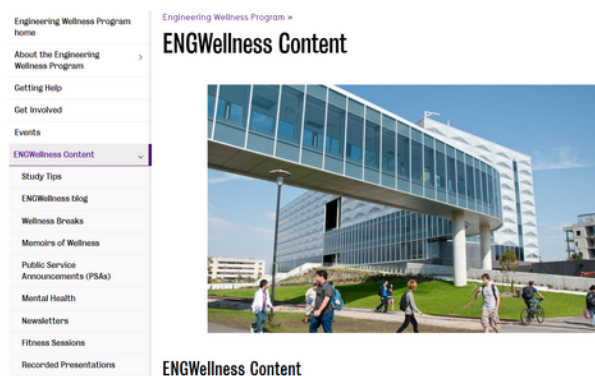 Engineering Wellness Program
home
About the Engineering
Wellness Program
Getting Help
Get Involved
Events
ENGWellness Content
Study Tips
ENGWellness blog
Wellness Breaks
Memoirs of Wellness
Public Service
Announcements (PSAs)
Mental Health
Newsletters
Fitness Sessions
Recorded Presentations
Engineering Wellness Program »
ENGWellness Content
ENGWellness Content